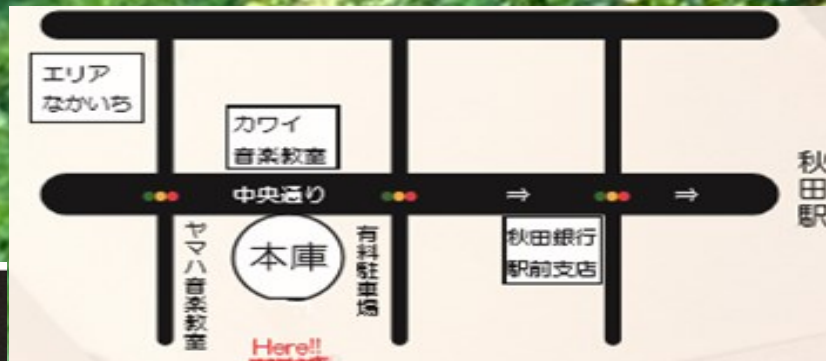 エリア
なかいち
カワイ
音楽教室
中央通り
⇒
⇒
秋田駅
ヤマハ音楽教室
本庫
有料駐車場
秋田銀行
駅前支店
Here!!